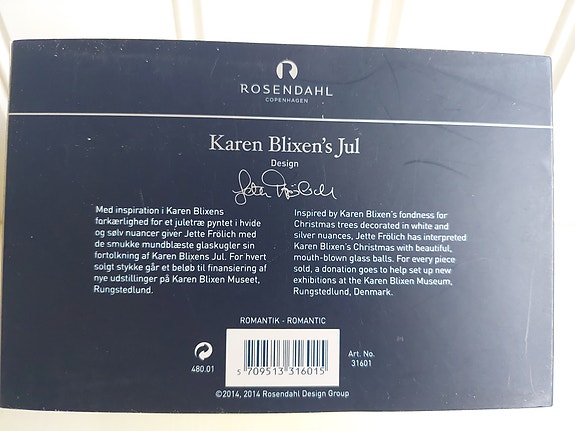 ROSENDAHL
COPENHAGEN
Karen Blixen's Jul
Design
Jette Frölich
Med inspiration i Karen Blixens
forkærlighed for et juletræ pyntet i hvide
og sølv nuancer giver Jette Frölich med
de smukke mundblæste glaskugler sin
fortolkning af Karen Blixens Jul. For hvert
solgt stykke går et beløb til finansiering af
nye udstillinger på Karen Blixen Museet,
Rungstedlund.
Inspired by Karen Blixen's fondness for
Christmas trees decorated in white and
silver nuances, Jette Frölich has interpreted
Karen Blixen's Christmas with beautiful,
mouth-blown glass balls. For every piece
sold, a donation goes to help set up new
exhibitions at the Karen Blixen Museum,
Rungstedlund, Denmark.
ROMANTIK - ROMANTIC
480.01
5 709513 316015
Art. No.
31601
©2014, 2014 Rosendahl Design Group